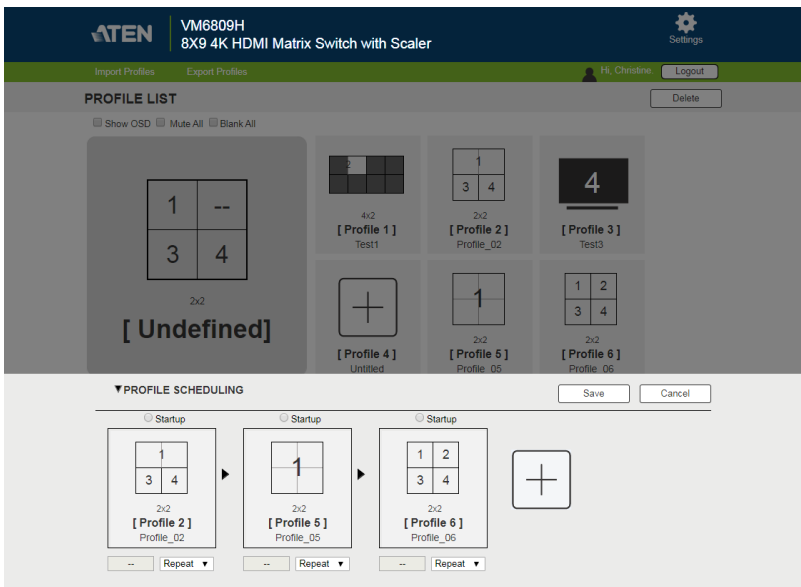 ATEN
VM6809H
8X9 4K HDMI Matrix Switch with Scaler
Settings
Import Profiles Export Profiles Hi, Christine Logout
PROFILE LIST Delete
Show OSD Mute All Blank All
1 --
3 4
2x2
[ Undefined]
2
4x2
[ Profile 1 ]
Test1
1
3 4
2x2
[ Profile 2 ]
Profile_02
4
[ Profile 3 ]
Test3
[ Profile 4 ]
Untitled
1
2x2
[ Profile 5 ]
Profile_05
1 2
3 4
2x2
[ Profile 6 ]
Profile_06
▼PROFILE SCHEDULING Save Cancel
Startup Startup Startup
1
3 4
2x2
[ Profile 2 ]
Profile_02
-- Repeat ▼
1
2x2
[ Profile 5 ]
Profile_05
-- Repeat ▼
1 2
3 4
2x2
[ Profile 6 ]
Profile_06
-- Repeat ▼